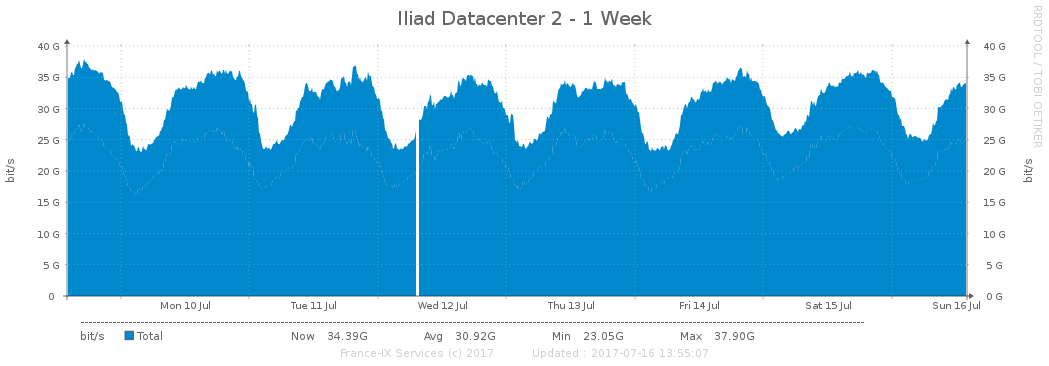 Iliad Datacenter 2 - 1 Week
RRDTOOL / TOBI OETIKER
bit/s
40 G
35 G
30 G
25 G
20 G
15 G
10 G
5 G
0
40 G
35 G
30 G
25 G
20 G
15 G
10 G
5 G
0 G
bit/s
Mon 10 Jul Tue 11 Jul Wed 12 Jul Thu 13 Jul Fri 14 Jul Sat 15 Jul Sun 16 Jul
bit/s Total Now 34.39G Avg 30.92G Min 23.05G Max 37.90G
France-IX Services (c) 2017 Updated : 2017-07-16 13:55:07